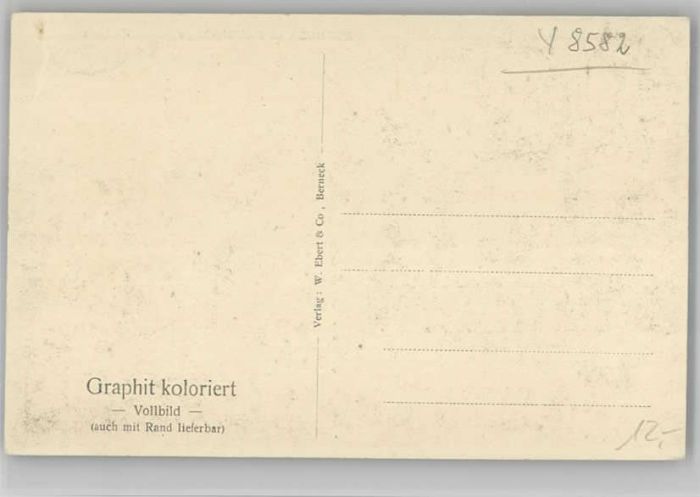 Y 8582
Verlag: W. Ebert & Co, Berneck
Graphit koloriert
— Vollbild —
(auch mit Rand lieferbar)
12,-